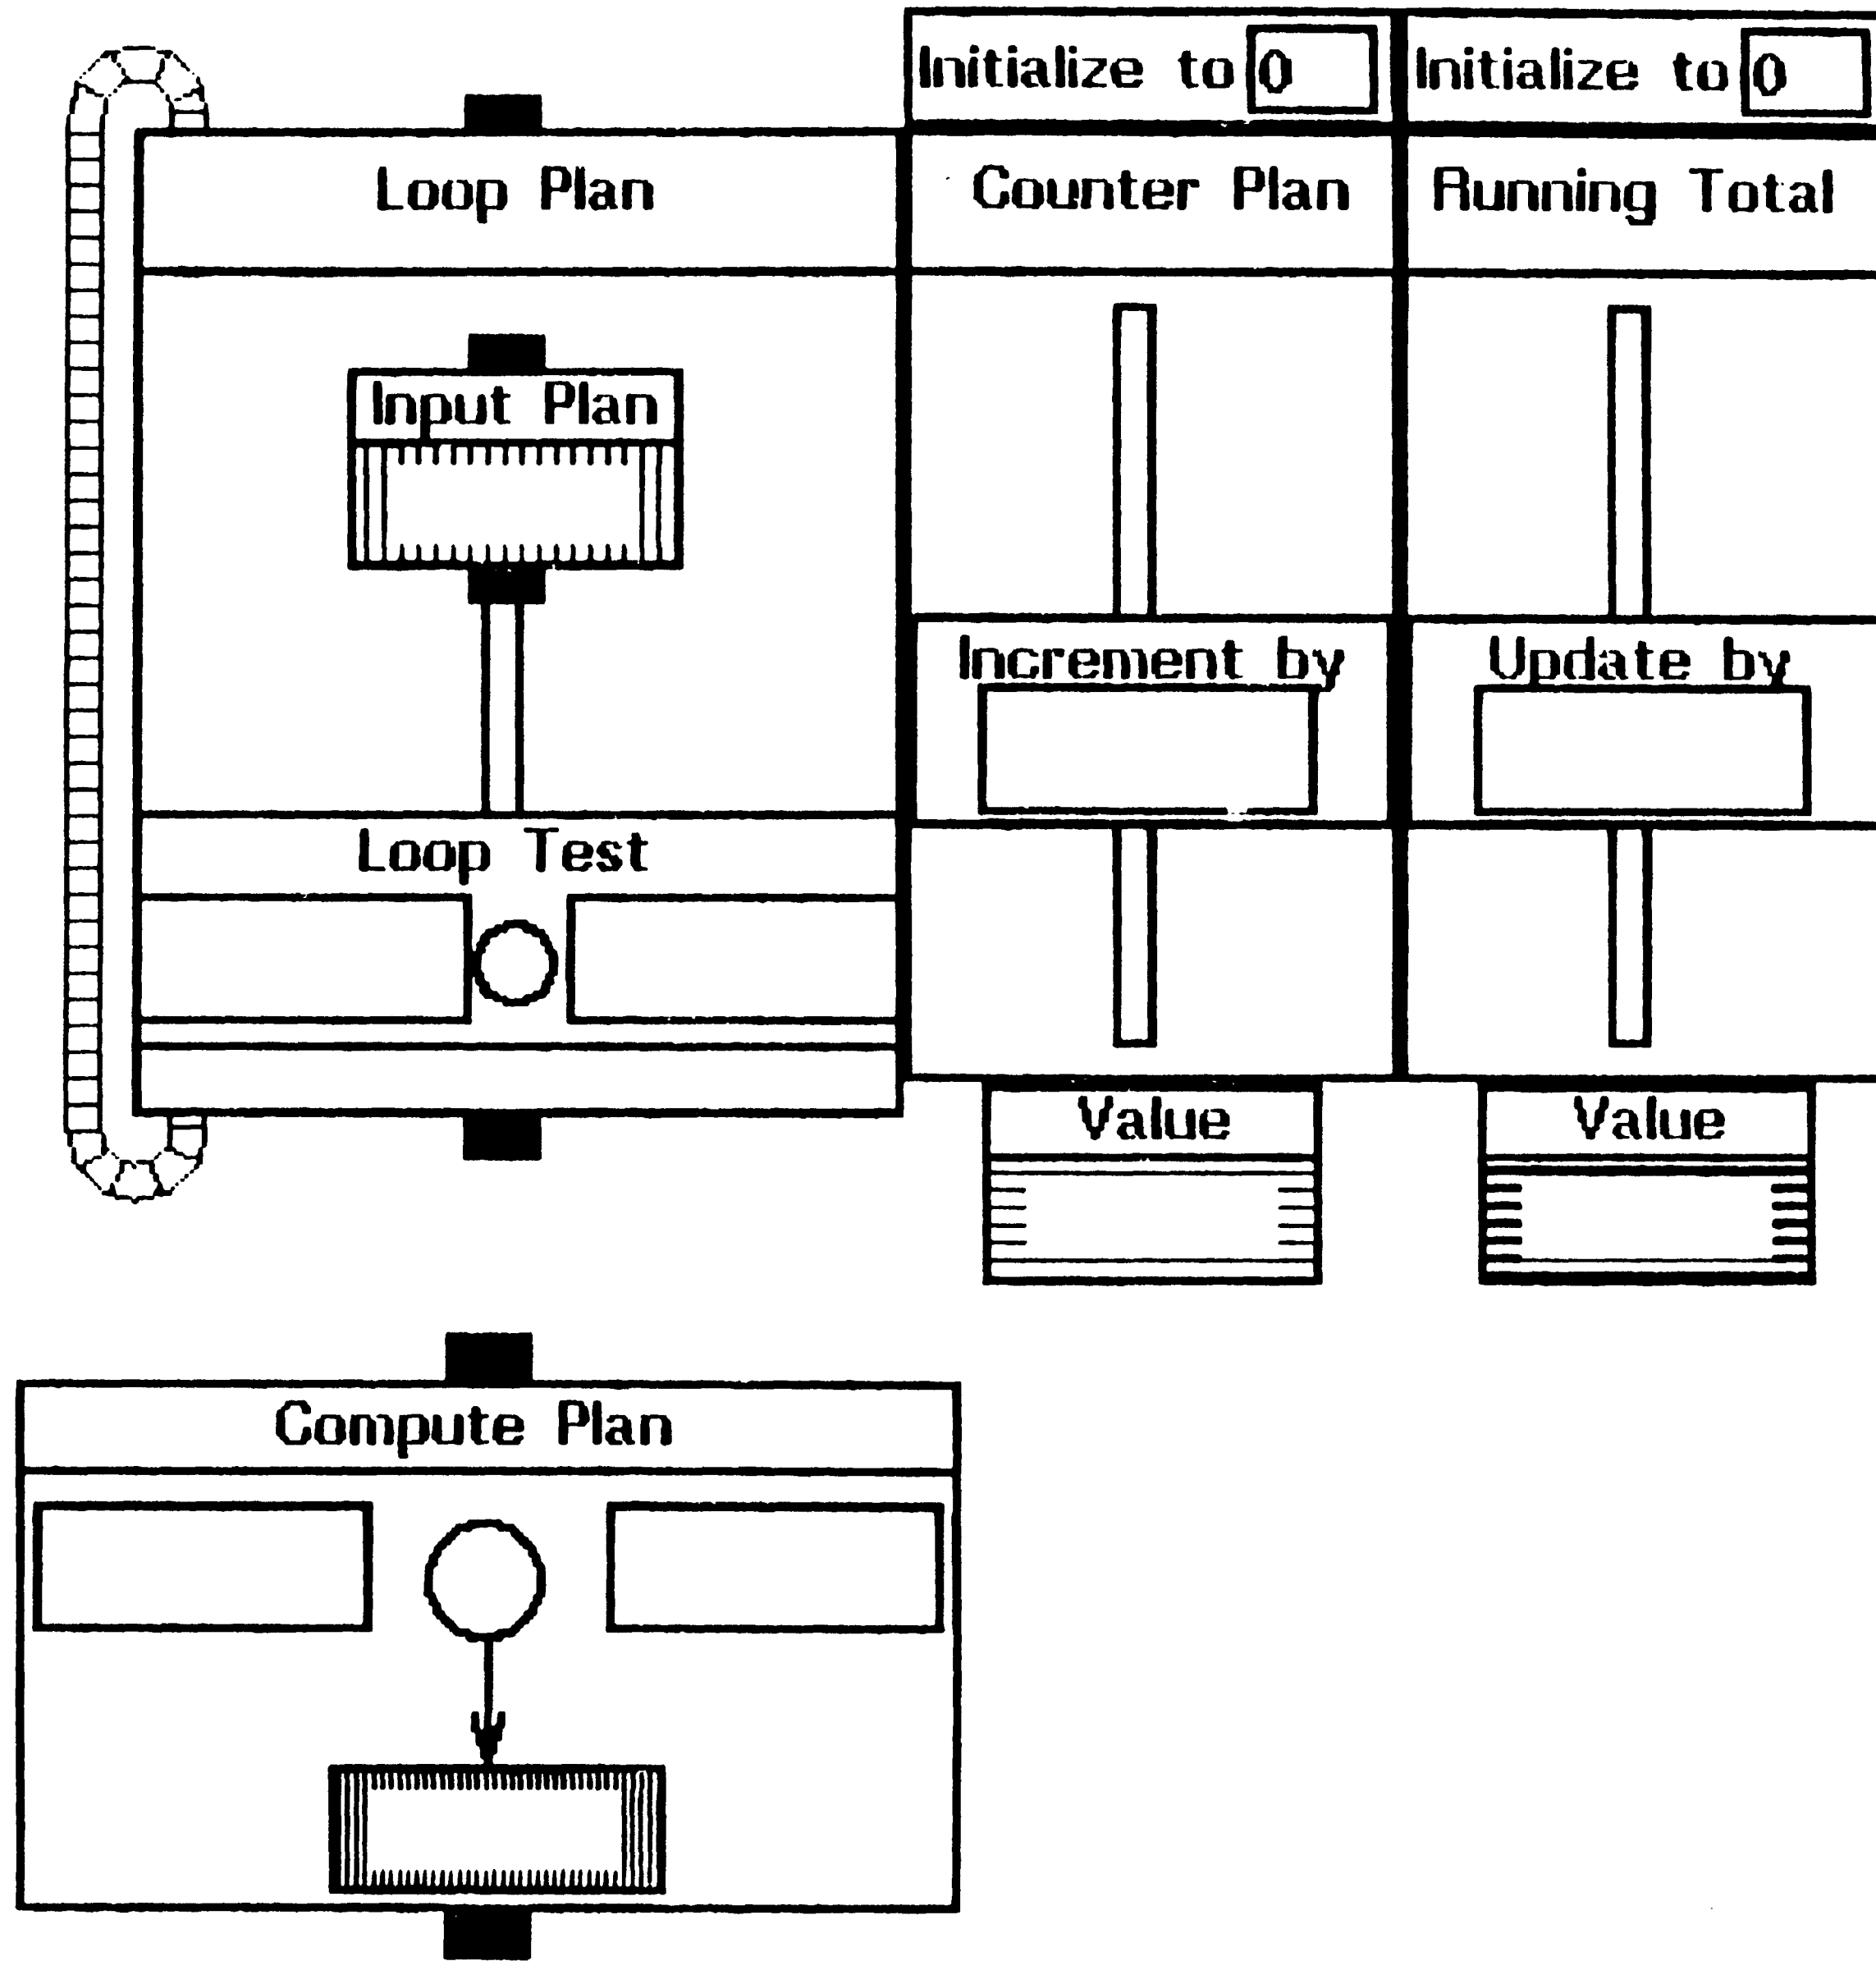 Initialize to 0
Initialize to 0
Loop Plan
Counter Plan
Running Total
Input Plan
Increment by
Update by
Loop Test
Value
Value
Compute Plan